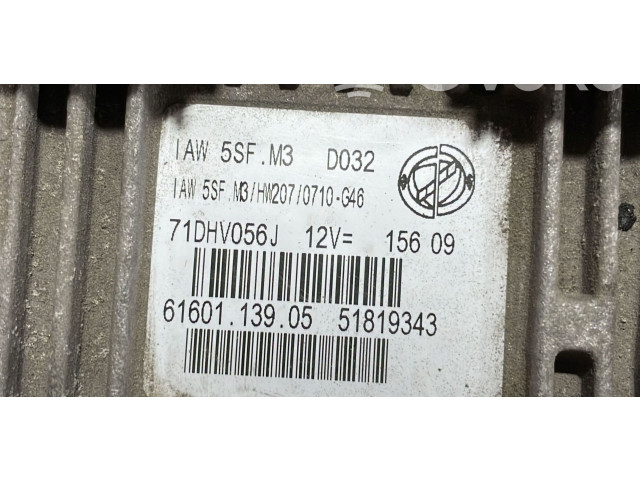 IAW 5SF.M3 D032
IAW 5SF.M3/HW207/0710-G46
71DHV056J 12V= 156 09
61601.139.05 51819343